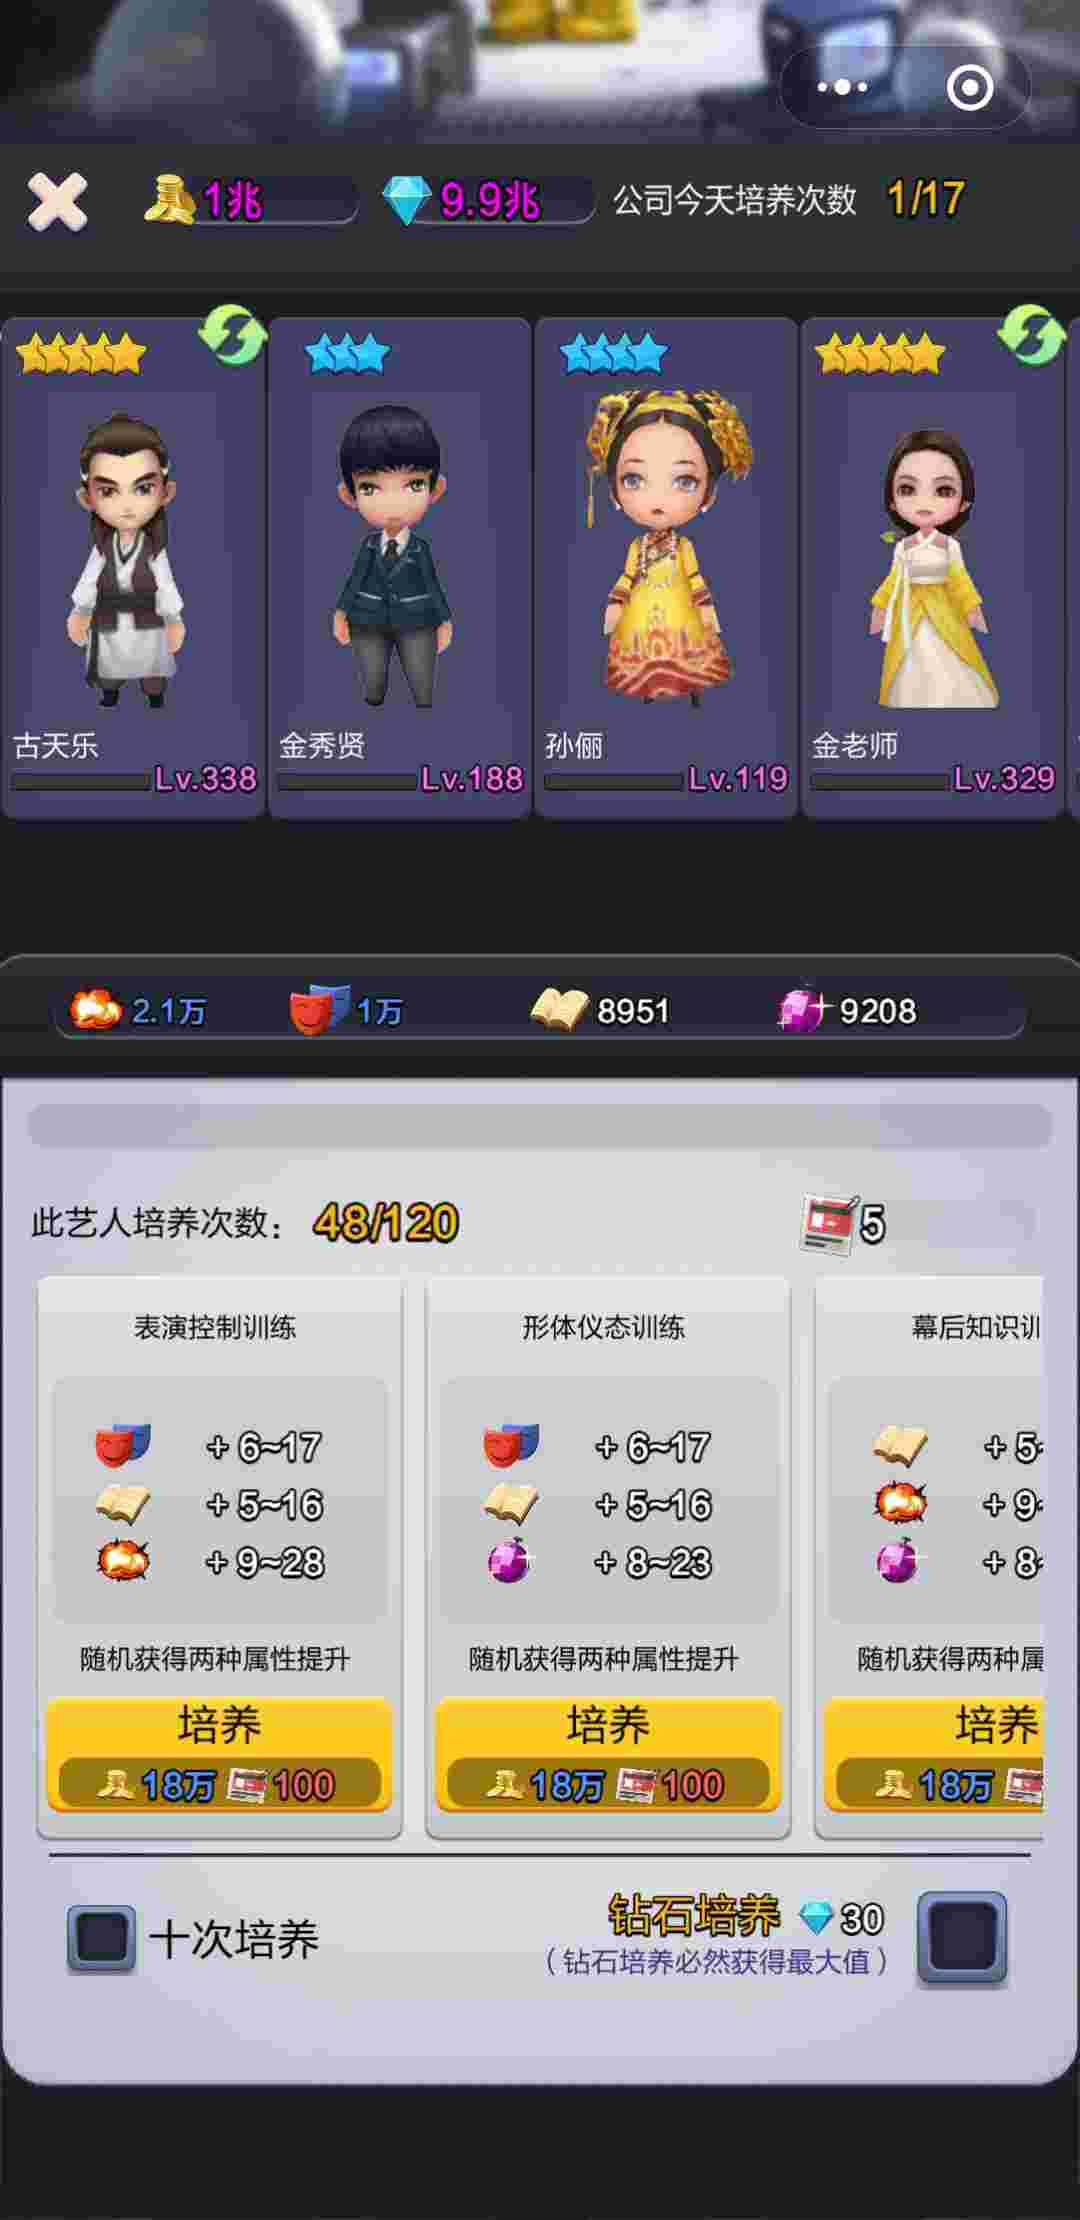 1兆 9.9兆 公司今天培养次数 1/17
古天乐 金秀贤 孙俪 金老师
Lv.338 Lv.188 Lv.119 Lv.329
2.1万 1万 8951 9208
此艺人培养次数: 48/120 5
表演控制训练 形体仪态训练 幕后知识训
+ 6~17 + 6~17 + 5~
+ 5~16 + 5~16 + 9~
+ 9~28 + 8~23 + 8~
随机获得两种属性提升 随机获得两种属性提升 随机获得两种属
培养 培养 培养
18万 100 18万 100 18万
十次培养 钻石培养 30
(钻石培养必然获得最大值)